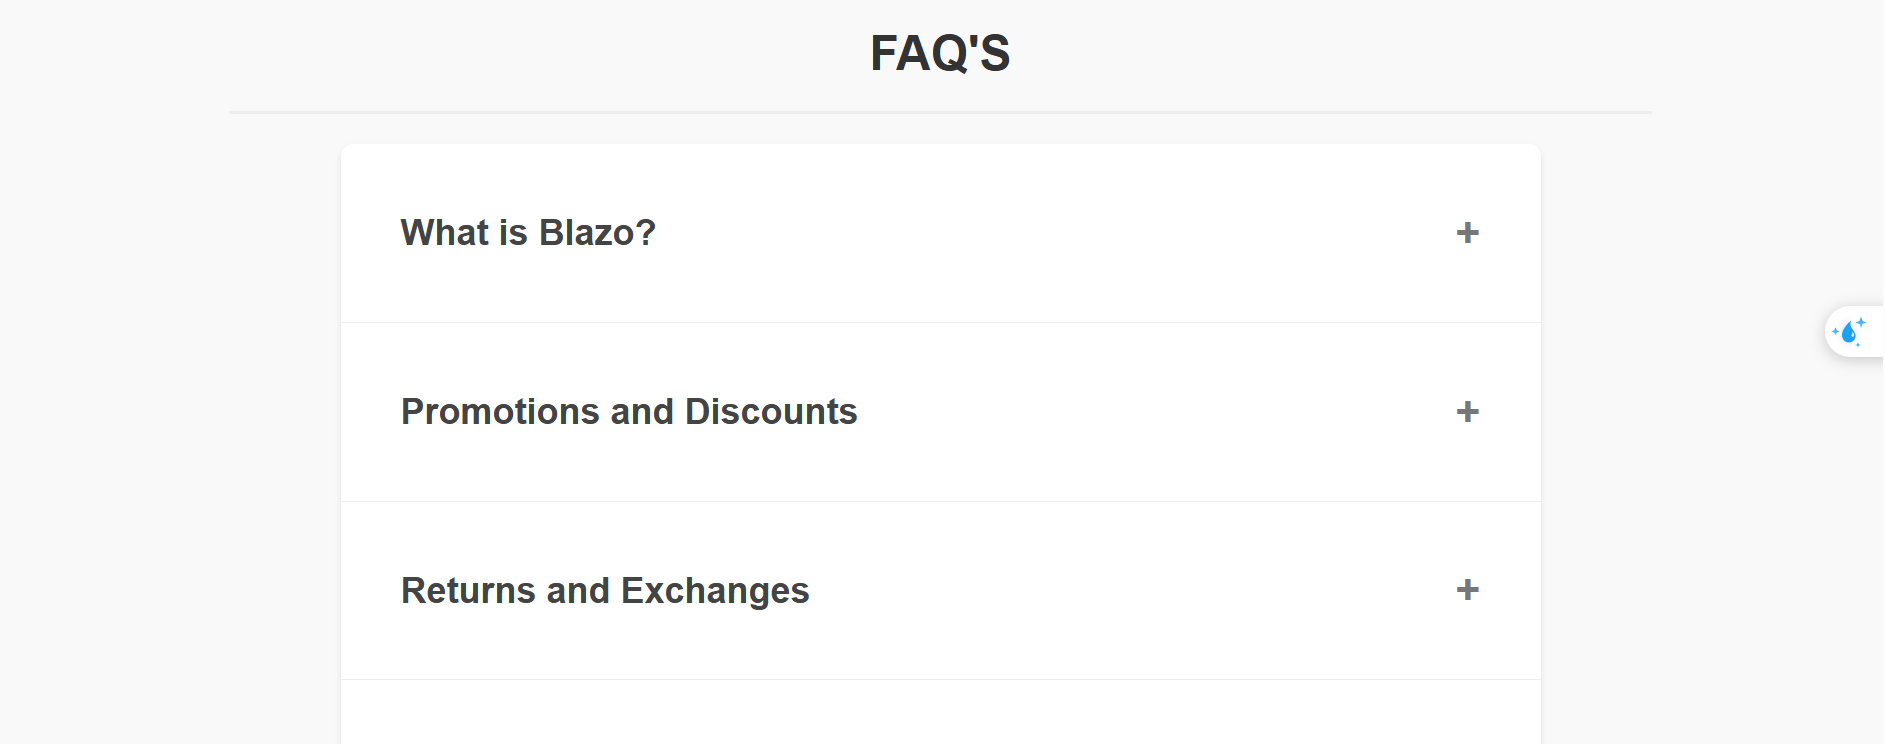 FAQ'S
What is Blazo?
+
Promotions and Discounts
+
Returns and Exchanges
+